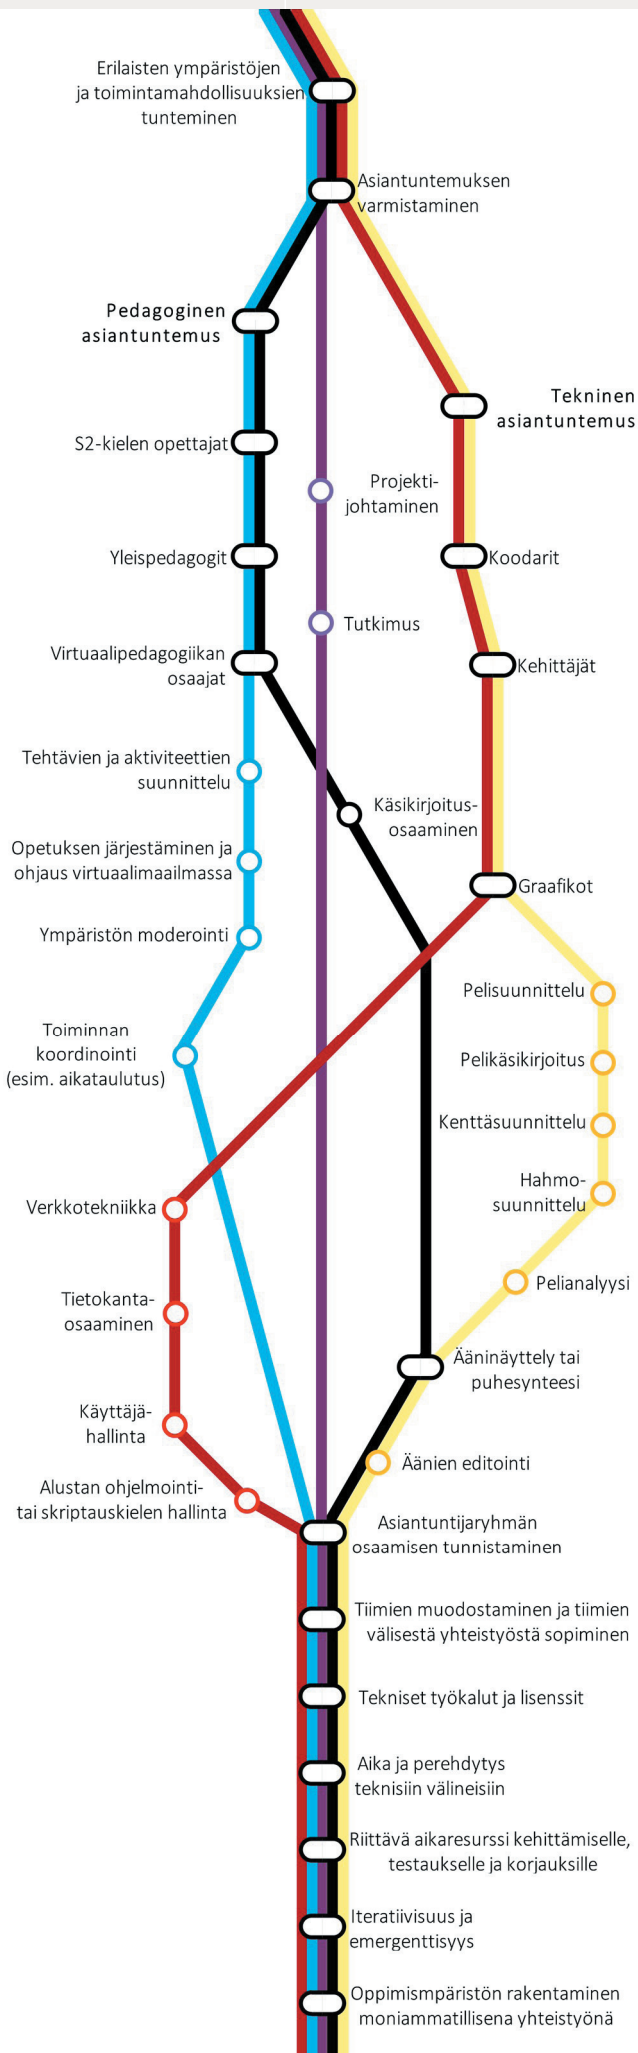 Erilaisten ympäristöjen
ja toimintamahdollisuuksien
tunteminen
Asiantuntemuksen
varmistaminen
Pedagoginen
asiantuntemus
Tekninen
asiantuntemus
S2-kielen opettajat
Projekti-
johtaminen
Yleispedagogit
Koodarit
Tutkimus
Virtuaalipedagogiikan
osaajat
Kehittäjät
Tehtävien ja aktiviteettien
suunnittelu
Käsikirjoitus-
osaaminen
Opetuksen järjestäminen ja
ohjaus virtuaalimaailmassa
Graafikot
Ympäristön moderointi
Pelisuunnittelu
Toiminnan
koordinointi
(esim. aikataulutus)
Pelikäsikirjoitus
Kenttäsuunnittelu
Hahmo-
suunnittelu
Verkkotekniikka
Pelianalyysi
Tietokanta-
osaaminen
Ääninäyttely tai
puhesynteesi
Käyttäjä-
hallinta
Äänien editointi
Alustan ohjelmointi-
tai skriptauskielen hallinta
Asiantuntijaryhmän
osaamisen tunnistaminen
Tiimien muodostaminen ja tiimien
välisestä yhteistyöstä sopiminen
Tekniset työkalut ja lisenssit
Aika ja perehdytys
teknisiin välineisiin
Riittävä aikaresurssi kehittämiselle,
testaukselle ja korjauksille
Iteratiivisuus ja
emergenttisyys
Oppimismpäristön rakentaminen
moniammatillisena yhteistyönä